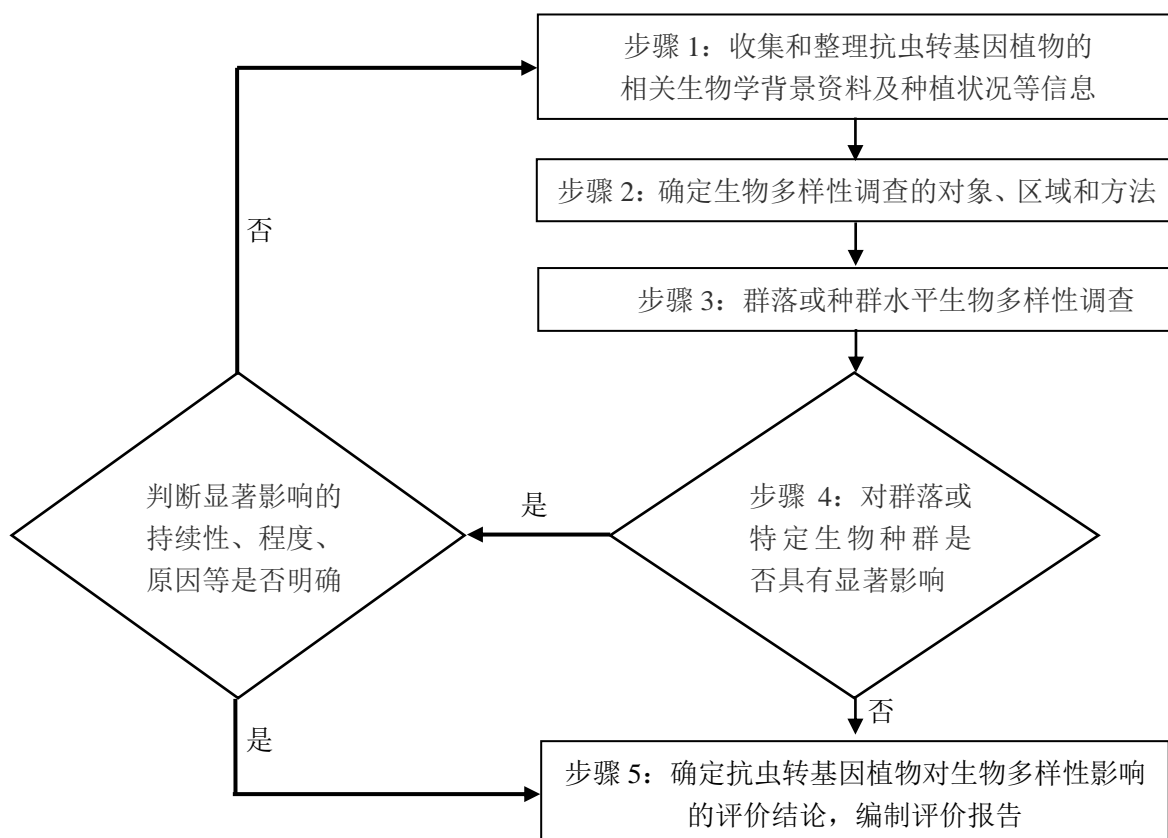 步骤 1：收集和整理抗虫转基因植物的
相关生物学背景资料及种植状况等信息
步骤 2：确定生物多样性调查的对象、区域和方法
否
步骤 3：群落或种群水平生物多样性调查
判断显著影响的
持续性、程度、
原因等是否明确
是
步骤 4：对群落或
特定生物种群是
否具有显著影响
否
是
步骤 5：确定抗虫转基因植物对生物多样性影响
的评价结论，编制评价报告